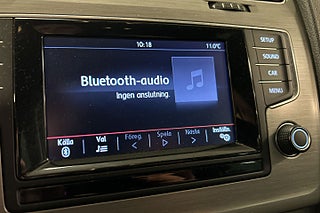 10:18
11.0°C
Bluetooth-audio
Ingen anslutning.
Källa
Val
Föreg.
Spela
Nästa
Inställn.
SETUP
SOUND
CAR
MENU